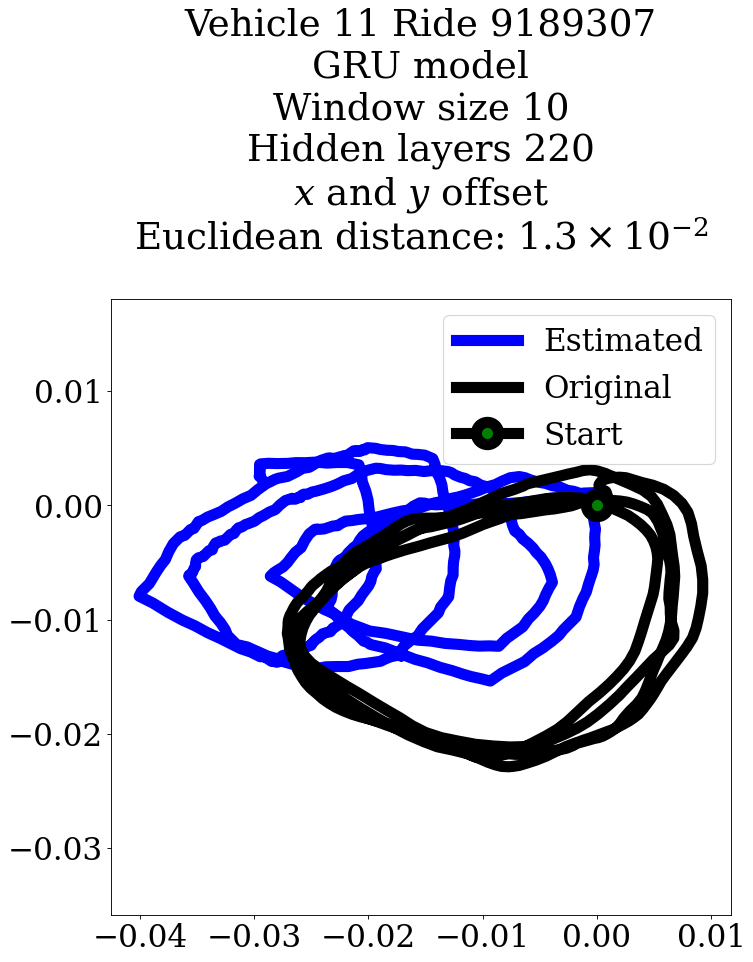 Vehicle 11 Ride 9189307
GRU model
Window size 10
Hidden layers 220
x and y offset
Euclidean distance: 1.3 × 10⁻²
Estimated
Original
Start
0.01
0.00
−0.01
−0.02
−0.03
−0.04 −0.03 −0.02 −0.01 0.00 0.01